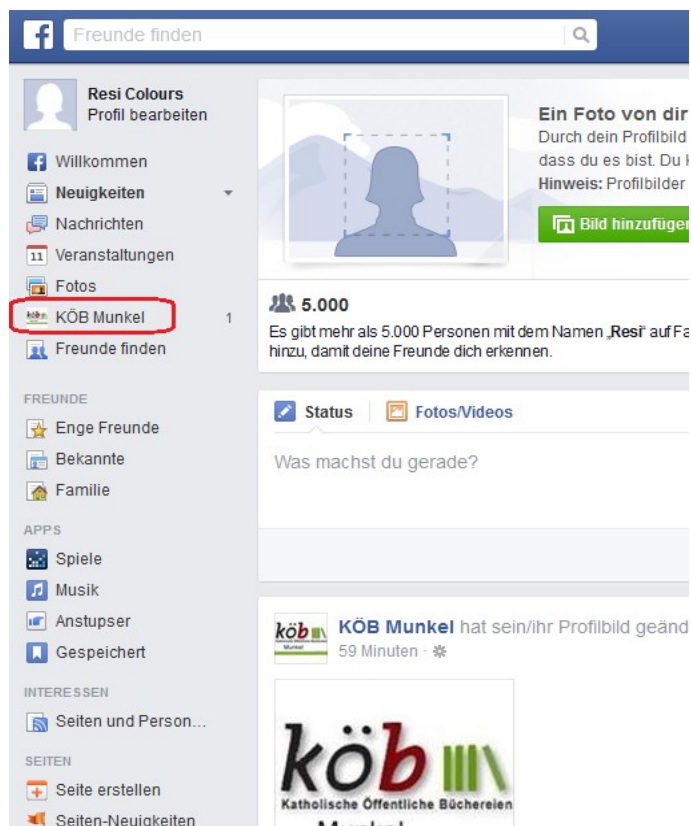 Freunde finden
Resi Colours
Profil bearbeiten
Willkommen
Neuigkeiten
Nachrichten
11 Veranstaltungen
Fotos
KÖB Munkel 1
Freunde finden
FREUNDE
Enge Freunde
Bekannte
Familie
APPS
Spiele
Musik
Anstupser
Gespeichert
INTERESSEN
Seiten und Person...
SEITEN
Seite erstellen
Seiten-Neuigkeiten
Ein Foto von dir
Durch dein Profilbild
dass du es bist. Du
Hinweis: Profilbilder
Bild hinzufügen
5.000
Es gibt mehr als 5.000 Personen mit dem Namen „Resi“ auf Fa
hinzu, damit deine Freunde dich erkennen.
Status Fotos/Videos
Was machst du gerade?
köb
Munkel
KÖB Munkel hat sein/ihr Profilbild geänd
59 Minuten ·
köb
Katholische Öffentliche Büchereien
Munkel